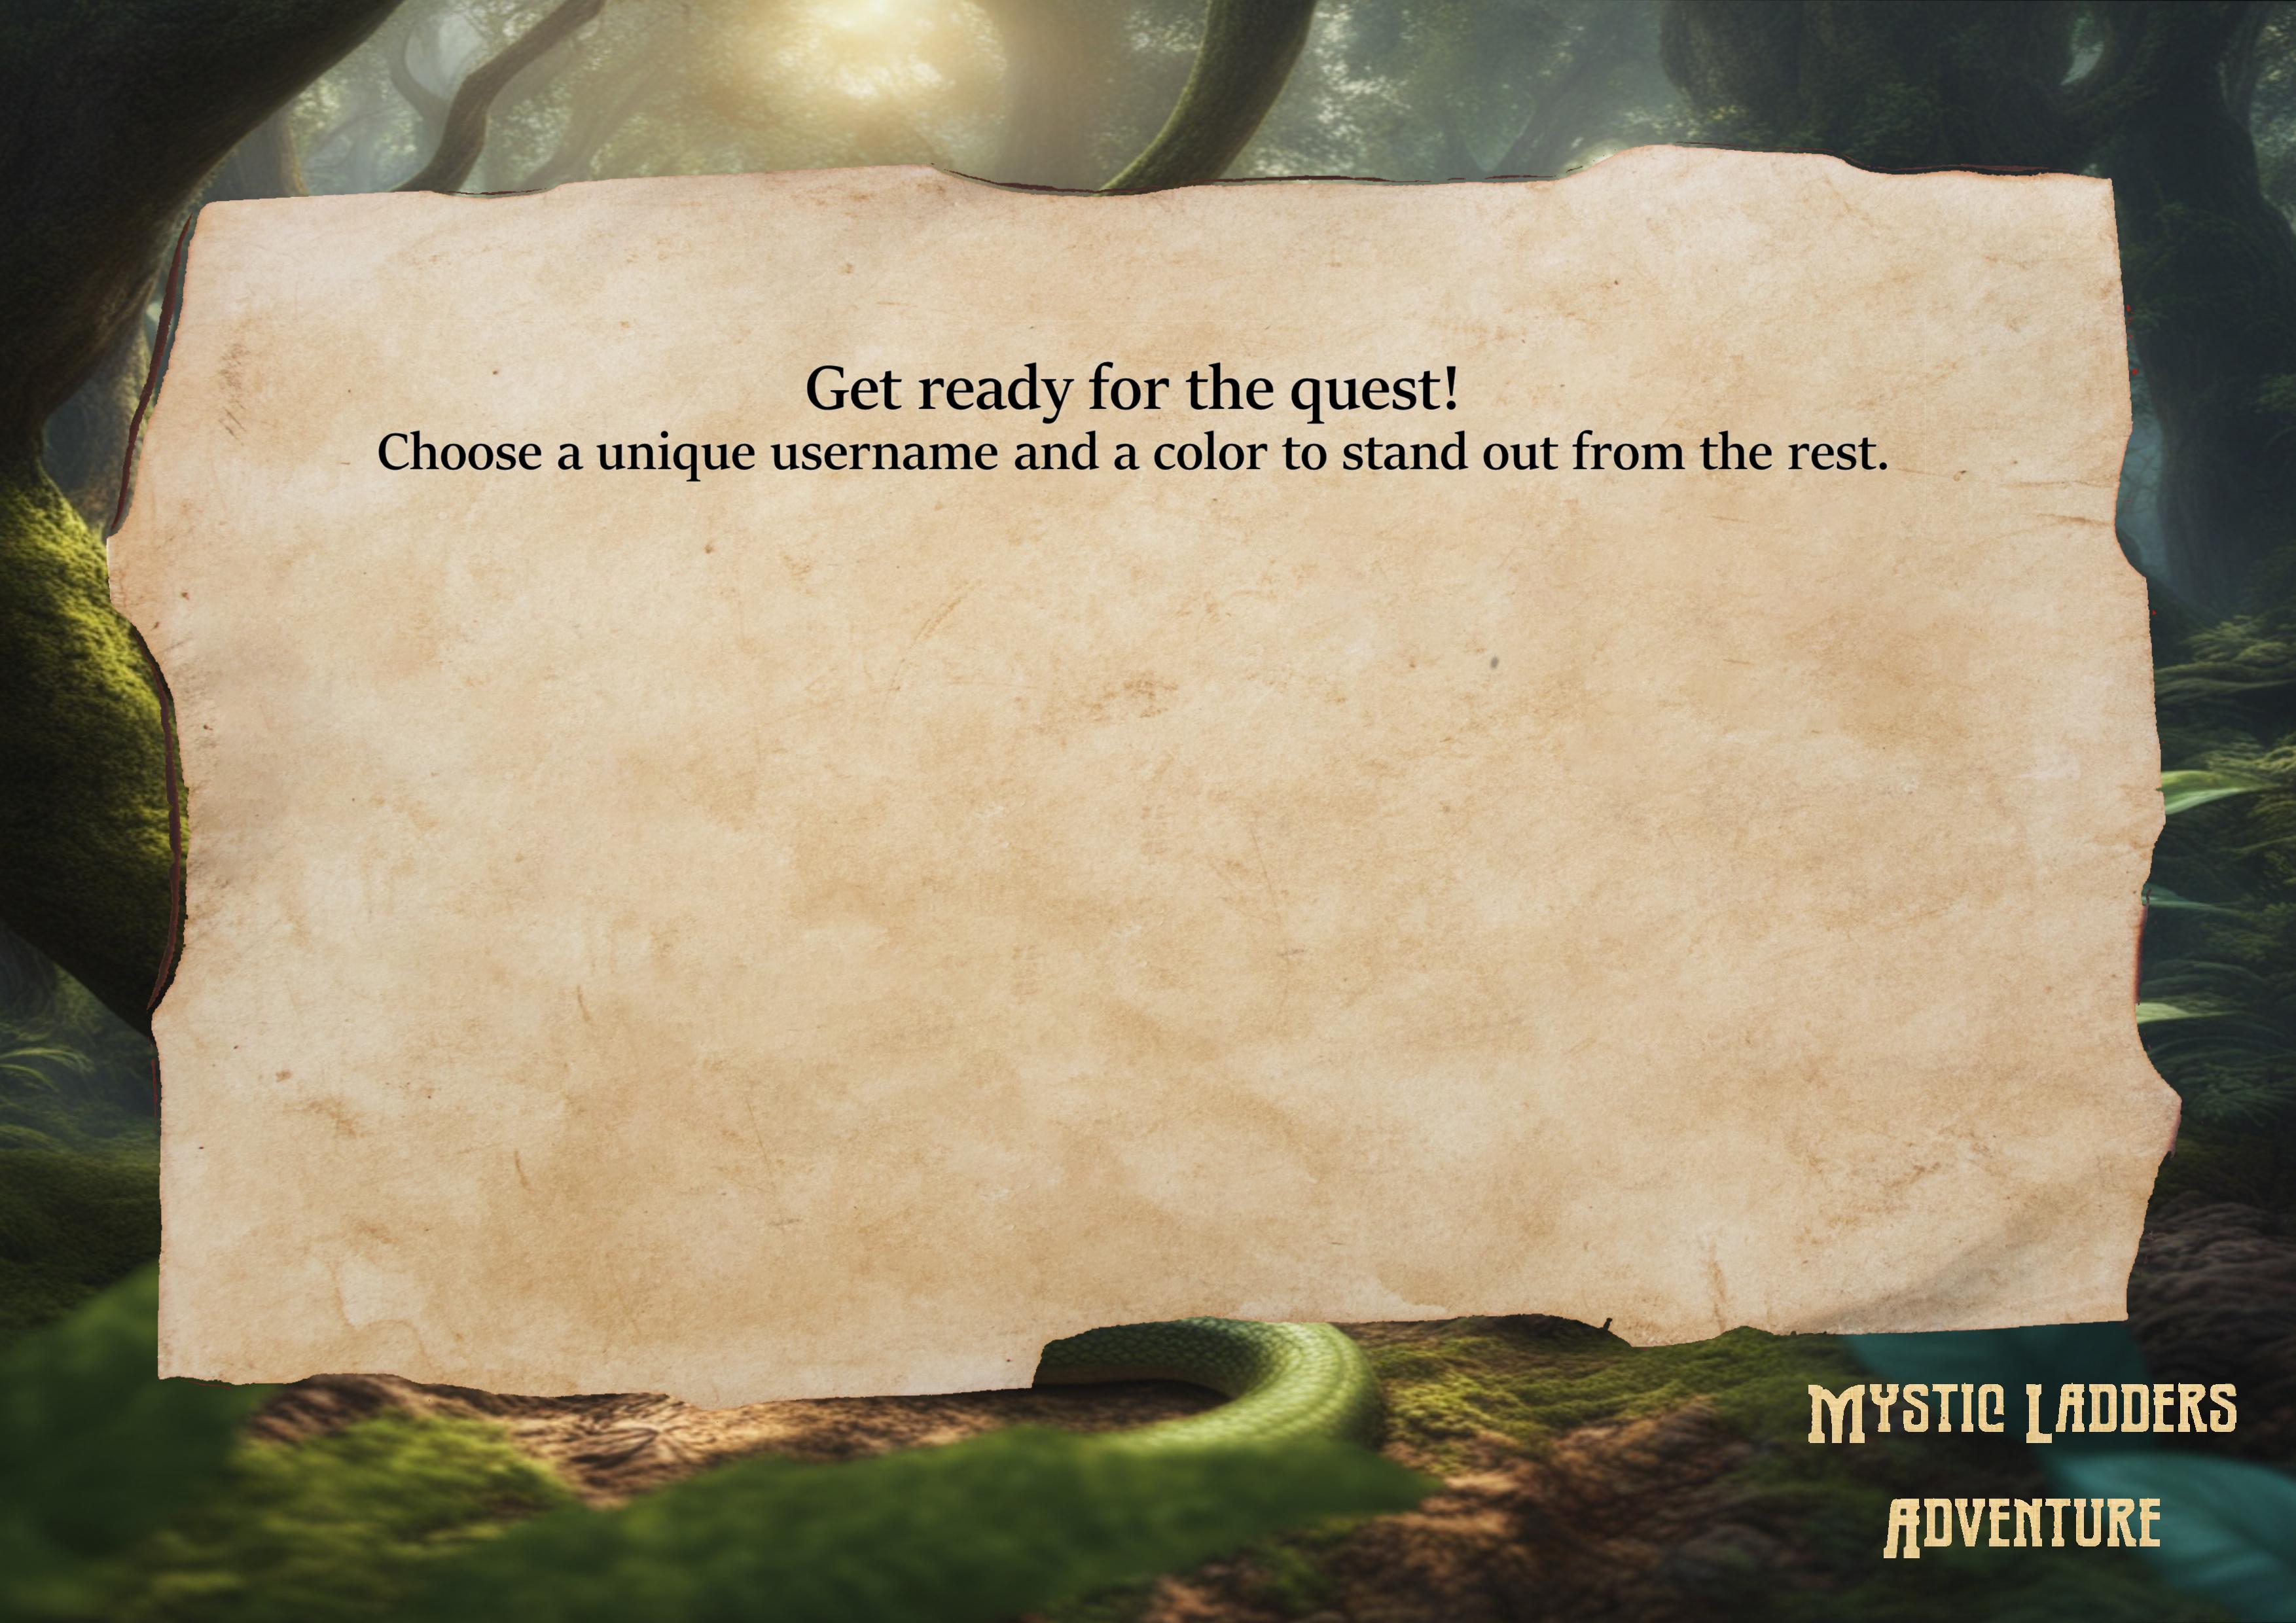 Get ready for the quest!
Choose a unique username and a color to stand out from the rest.
Mystic Ladders
Adventure